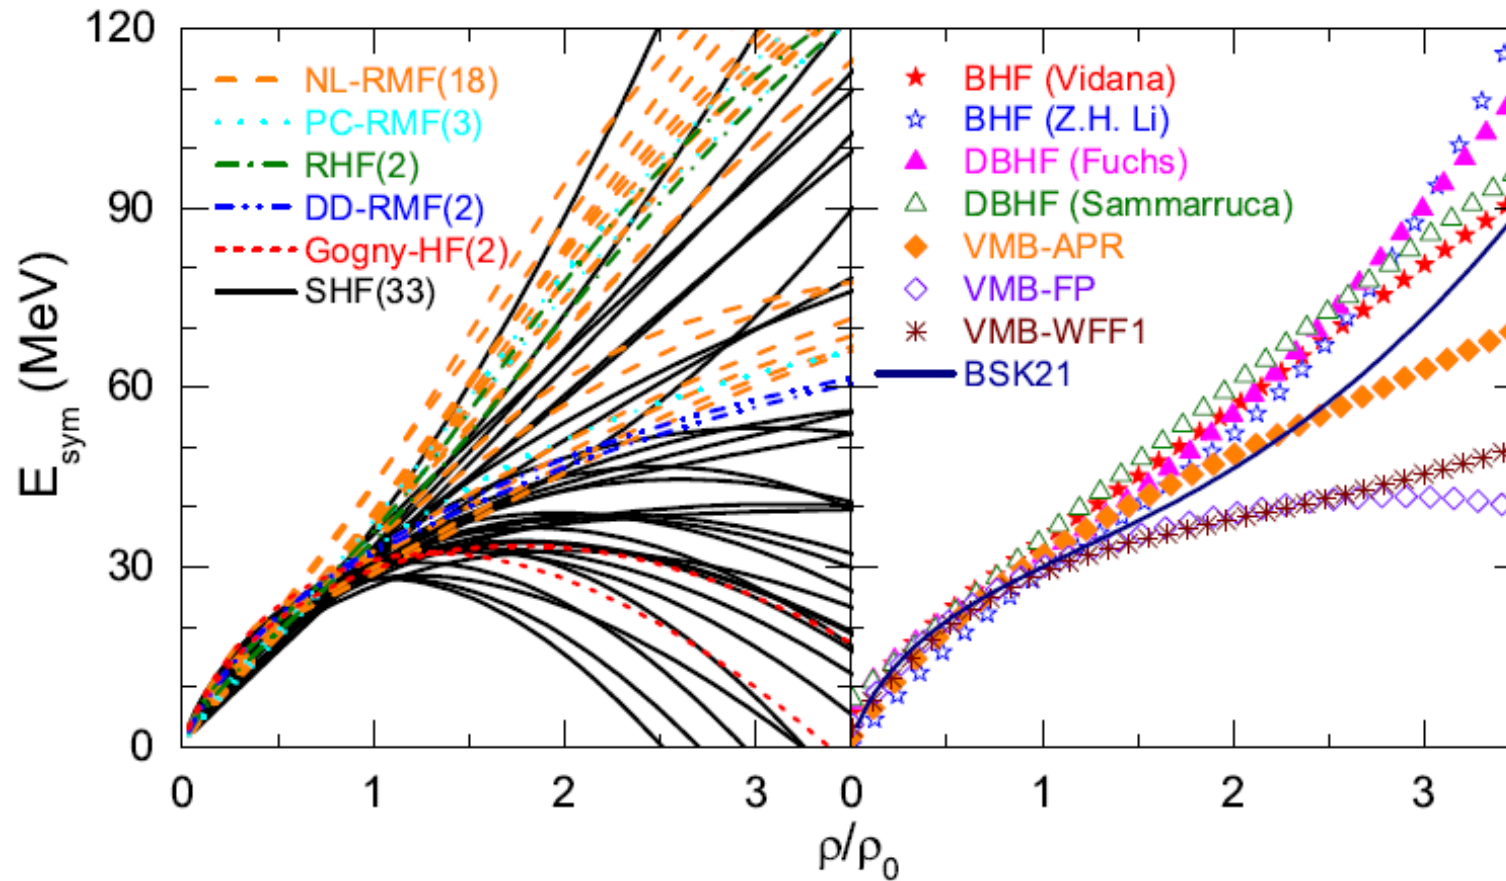 120
90
60
30
0
E_sym (MeV)
NL-RMF(18)
PC-RMF(3)
RHF(2)
DD-RMF(2)
Gogny-HF(2)
SHF(33)
BHF (Vidana)
BHF (Z.H. Li)
DBHF (Fuchs)
DBHF (Sammarruca)
VMB-APR
VMB-FP
VMB-WFF1
BSK21
0 1 2 3 0 1 2 3
ρ/ρ₀